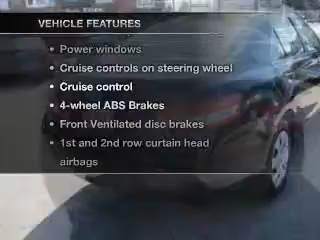 VEHICLE FEATURES
• Power windows
• Cruise controls on steering wheel
• Cruise control
• 4-wheel ABS Brakes
• Front Ventilated disc brakes
• 1st and 2nd row curtain head
airbags